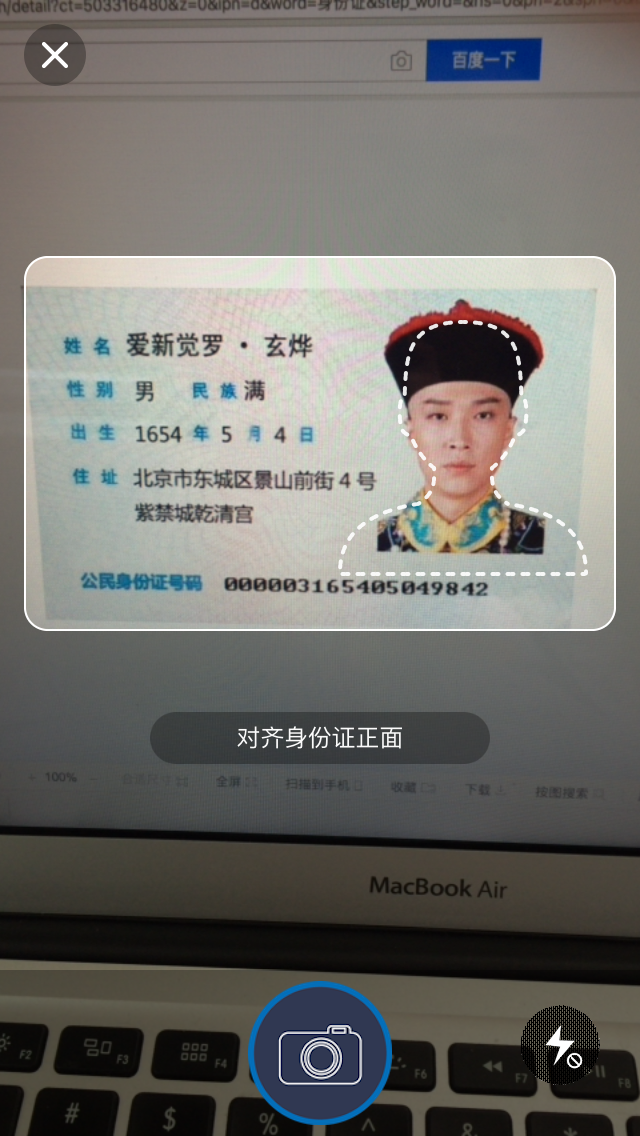 /detail?ct=503316480&z=0&ipn=d&word=身份证&step_word=&hs=0&pn=2&spn=0
百度一下
姓 名 爱新觉罗 · 玄烨
性 别 男 民 族 满
出 生 1654 年 5 月 4 日
住 址 北京市东城区景山前街 4 号
紫禁城乾清宫
公民身份证号码 000003165405049842
对齐身份证正面
100% 全屏 扫描到手机 收藏 下载 按图搜索
MacBook Air
F2 F3 F4 F6 F7 F8
# $ % ^ &